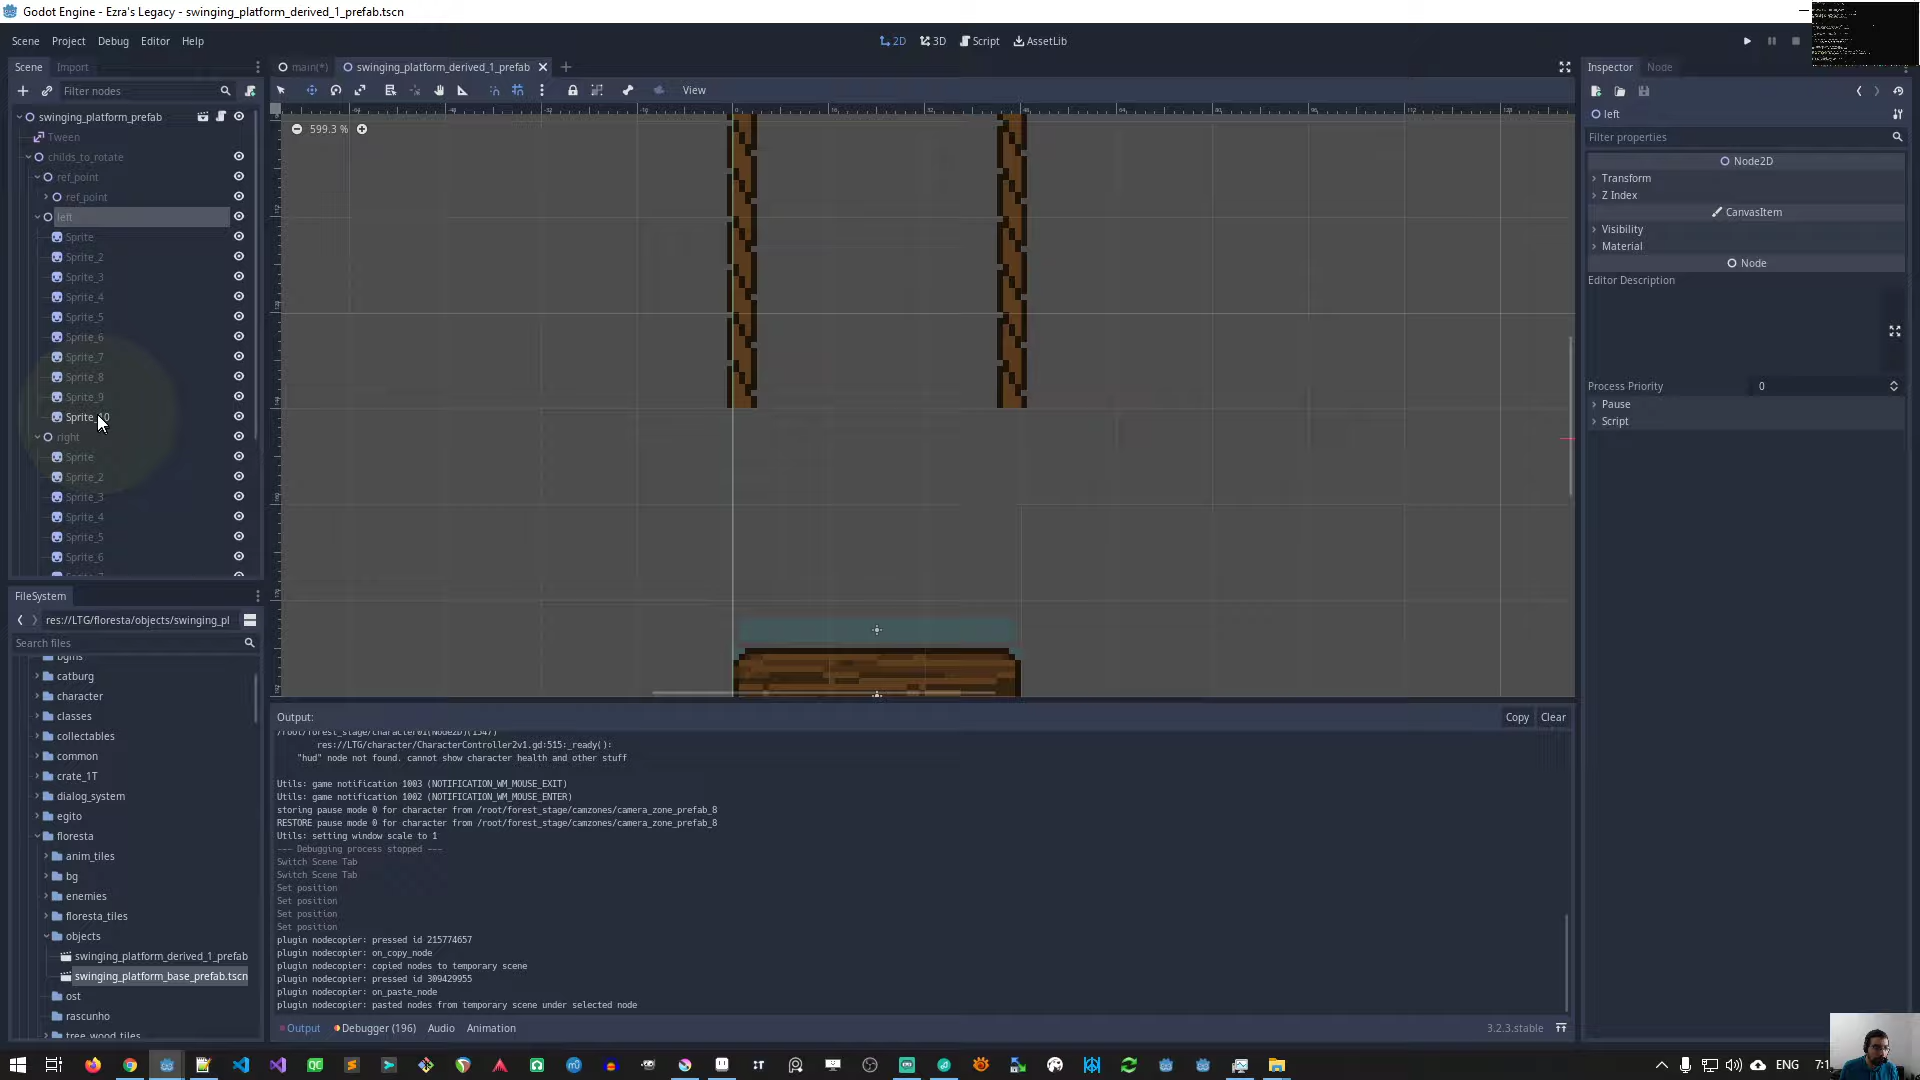 Godot Engine - Ezra's Legacy - swinging_platform_derived_1_prefab.tscn
Scene Project Debug Editor Help
2D 3D Script AssetLib
Scene Import
main(*) swinging_platform_derived_1_prefab
Inspector Node
Filter nodes
View
swinging_platform_prefab
Tween
childs_to_rotate
ref_point
ref_point
left
Sprite
Sprite_2
Sprite_3
Sprite_4
Sprite_5
Sprite_6
Sprite_7
Sprite_8
Sprite_9
Sprite_10
right
Sprite
Sprite_2
Sprite_3
Sprite_4
Sprite_5
Sprite_6
599.3 %
left
Filter properties
Node2D
Transform
Z Index
CanvasItem
Visibility
Material
Node
Editor Description
Process Priority 0
Pause
Script
FileSystem
res://LTG/floresta/objects/swinging_pl
Search files
bgms
catburg
character
classes
collectables
common
crate_1T
dialog_system
egito
floresta
anim_tiles
bg
enemies
floresta_tiles
objects
swinging_platform_derived_1_prefab
swinging_platform_base_prefab.tscn
ost
rascunho
tree_wood_tiles
Output:
Copy Clear
/root/forest_stage/character01(Node2D)(1547)
res://LTG/character/CharacterController2v1.gd:515:_ready():
"hud" node not found. cannot show character health and other stuff
Utils: game notification 1003 (NOTIFICATION_WM_MOUSE_EXIT)
Utils: game notification 1002 (NOTIFICATION_WM_MOUSE_ENTER)
storing pause mode 0 for character from /root/forest_stage/camzones/camera_zone_prefab_8
RESTORE pause mode 0 for character from /root/forest_stage/camzones/camera_zone_prefab_8
Utils: setting window scale to 1
--- Debugging process stopped ---
Switch Scene Tab
Switch Scene Tab
Set position
Set position
Set position
Set position
plugin nodecopier: pressed id 215774657
plugin nodecopier: on_copy_node
plugin nodecopier: copied nodes to temporary scene
plugin nodecopier: pressed id 309429955
plugin nodecopier: on_paste_node
plugin nodecopier: pasted nodes from temporary scene under selected node
Output Debugger (196) Audio Animation
3.2.3.stable
ENG